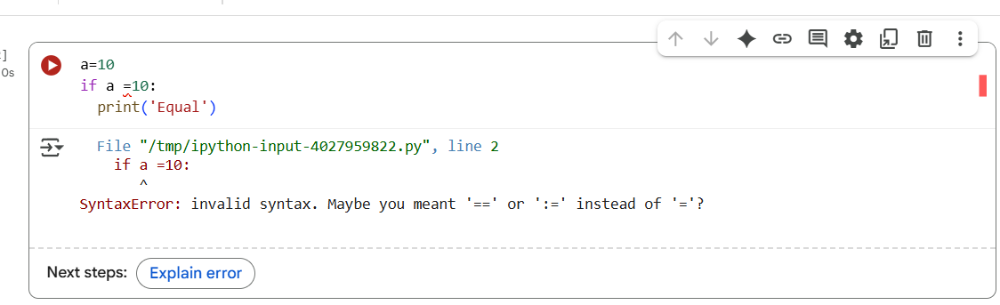 ]
0s
a=10
if a =10:
  print('Equal')
File "/tmp/ipython-input-4027959822.py", line 2
if a =10:
^
SyntaxError: invalid syntax. Maybe you meant '==' or ':=' instead of '='?
Next steps:
Explain error